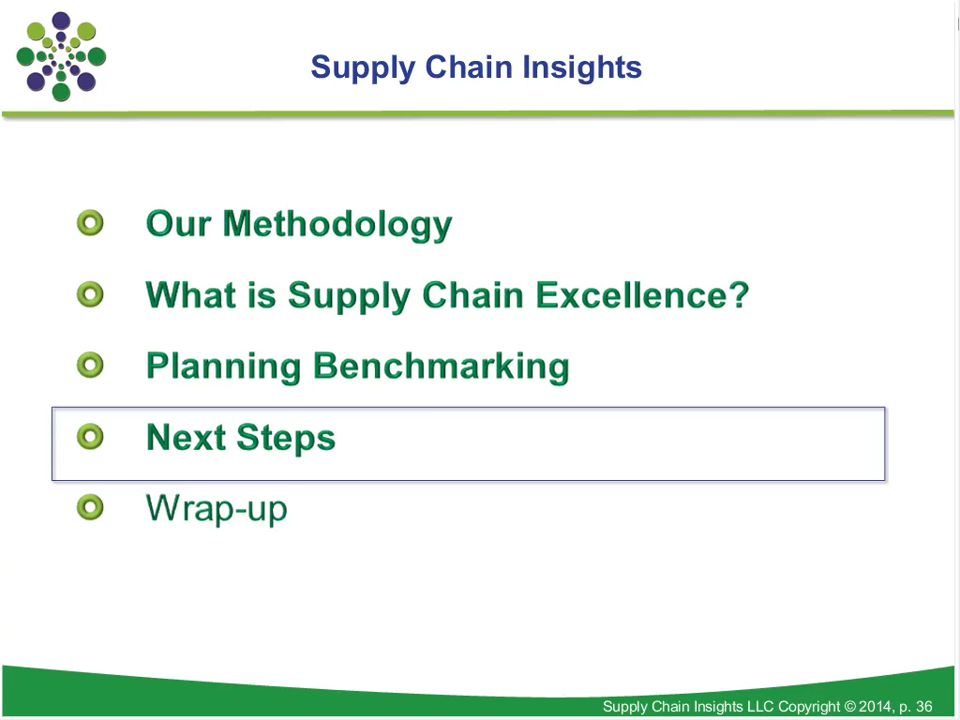 Supply Chain Insights
Our Methodology
What is Supply Chain Excellence?
Planning Benchmarking
Next Steps
Wrap-up
Supply Chain Insights LLC Copyright © 2014, p. 36